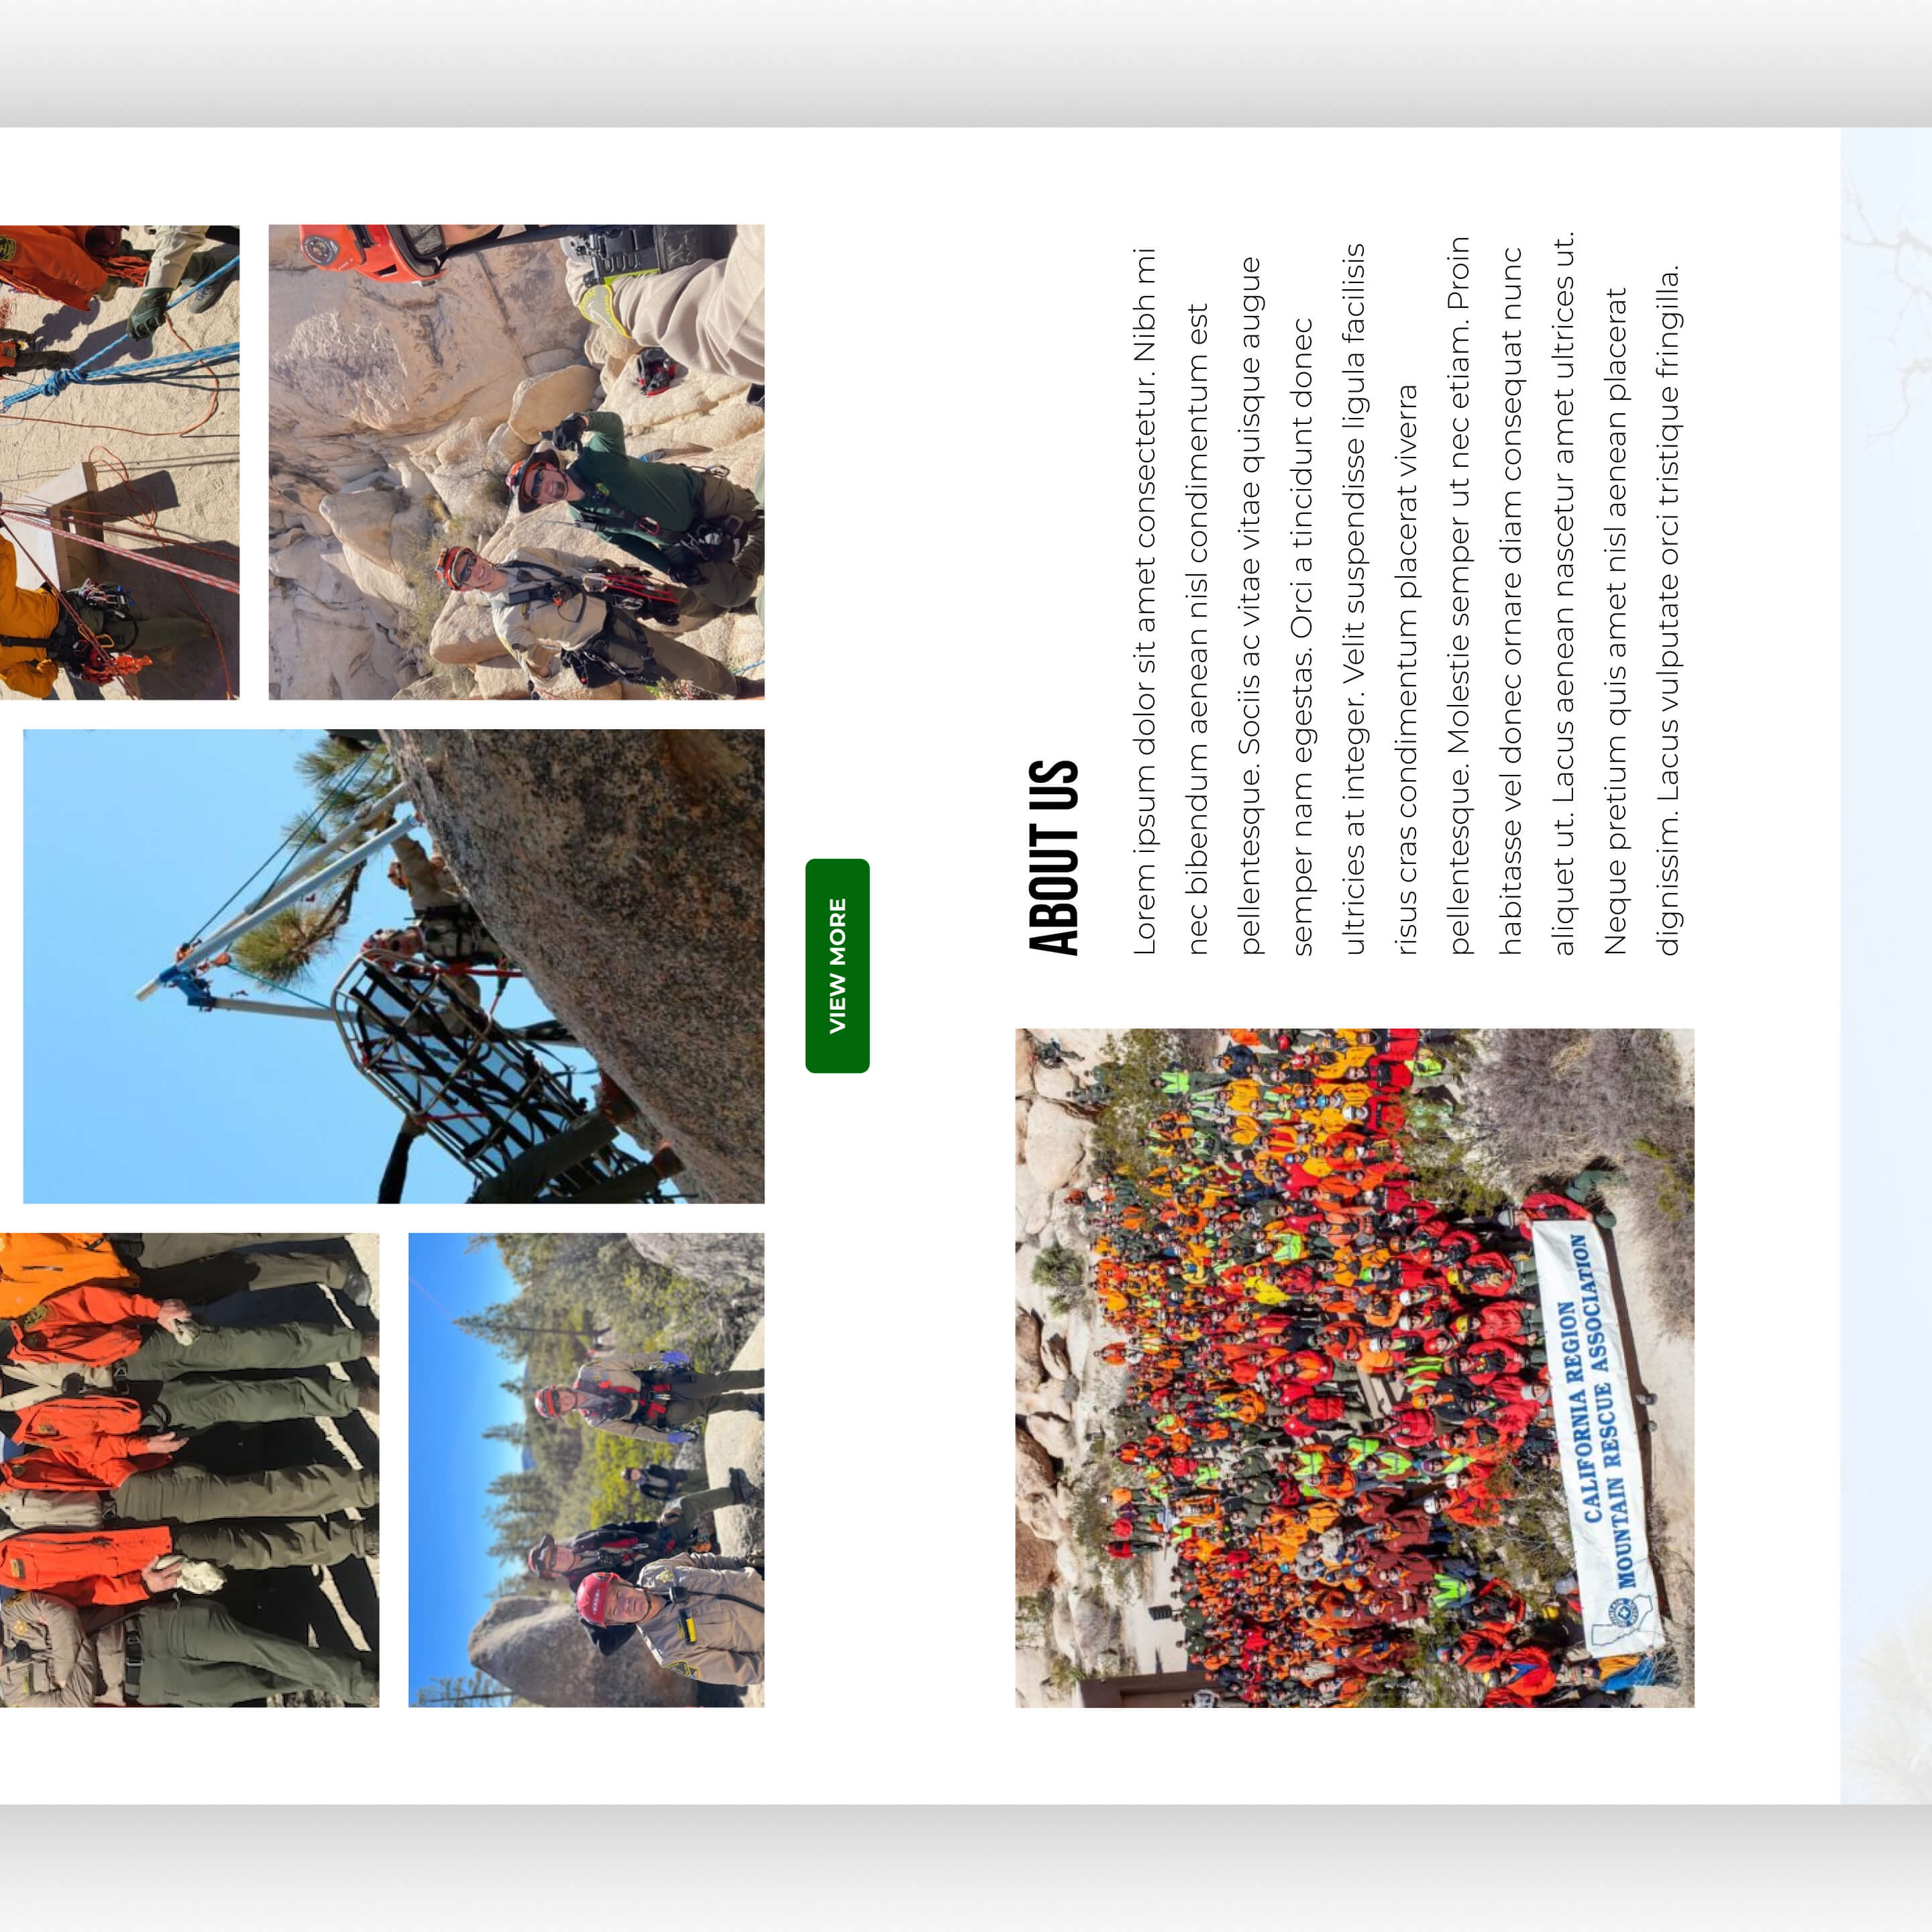 VIEW MORE
ABOUT US
Lorem ipsum dolor sit amet consectetur. Nibh mi
nec bibendum aenean nisl condimentum est
pellentesque. Sociis ac vitae vitae quisque augue
semper nam egestas. Orci a tincidunt donec
ultricies at integer. Velit suspendisse ligula facilisis
risus cras condimentum placerat viverra
pellentesque. Molestie semper ut nec etiam. Proin
habitasse vel donec ornare diam consequat nunc
aliquet ut. Lacus aenean nascetur amet ultrices ut.
Neque pretium quis amet nisl aenean placerat
dignissim. Lacus vulputate orci tristique fringilla.
CALIFORNIA REGION
MOUNTAIN RESCUE ASSOCIATION